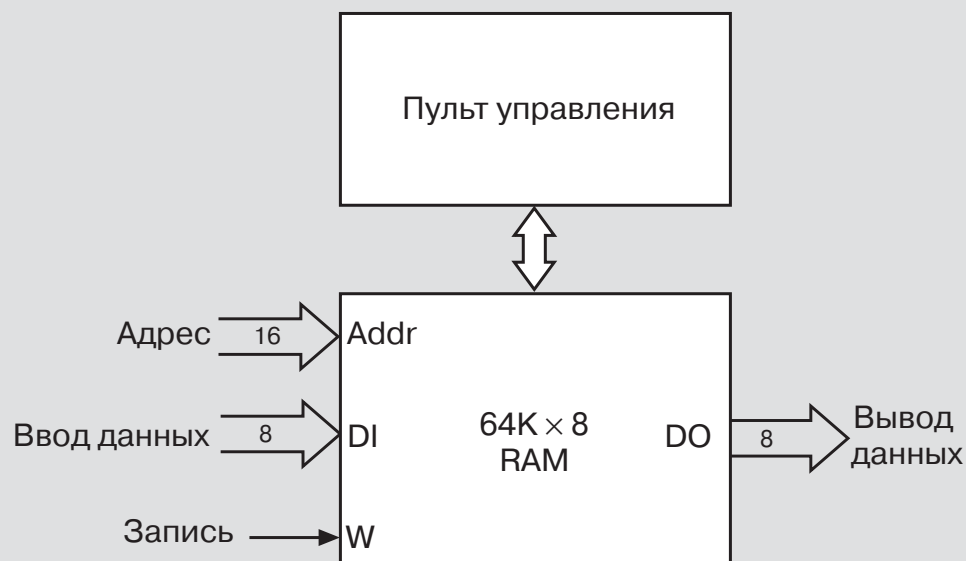 Пульт управления
Адрес
16
Addr
Ввод данных
8
DI
64K × 8
RAM
DO
8
Вывод
данных
Запись
W